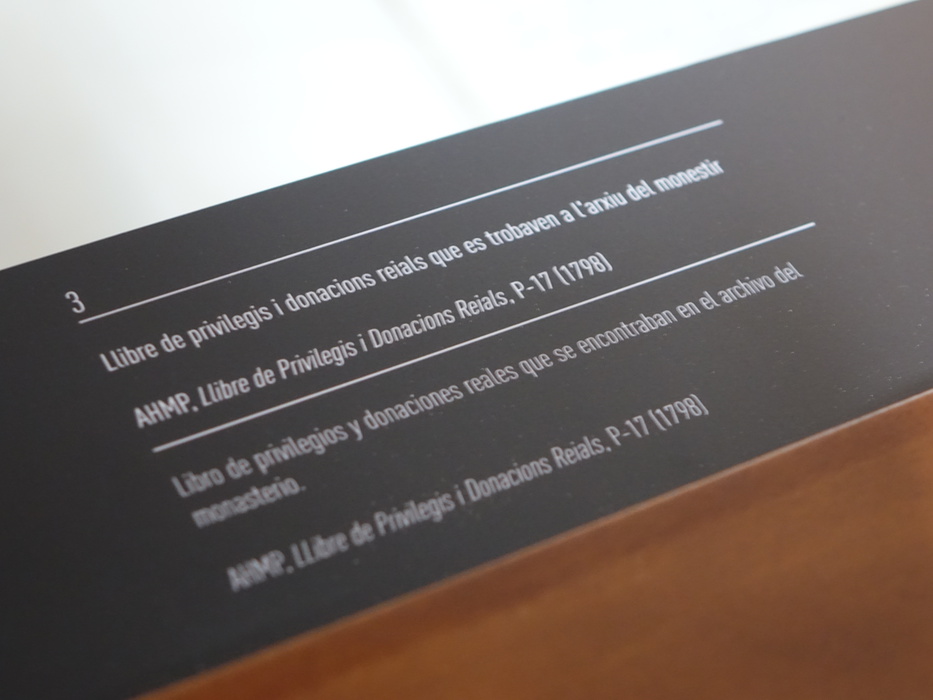 3
Llibre de privilegis i donacions reials que es trobaven a l'arxiu del monestir
AHMP, Llibre de Privilegis i Donacions Reials, P-17 (1798)
Libro de privilegios y donaciones reales que se encontraban en el archivo del
monasterio.
AHMP, LLibre de Privilegis i Donacions Reials, P-17 (1798)